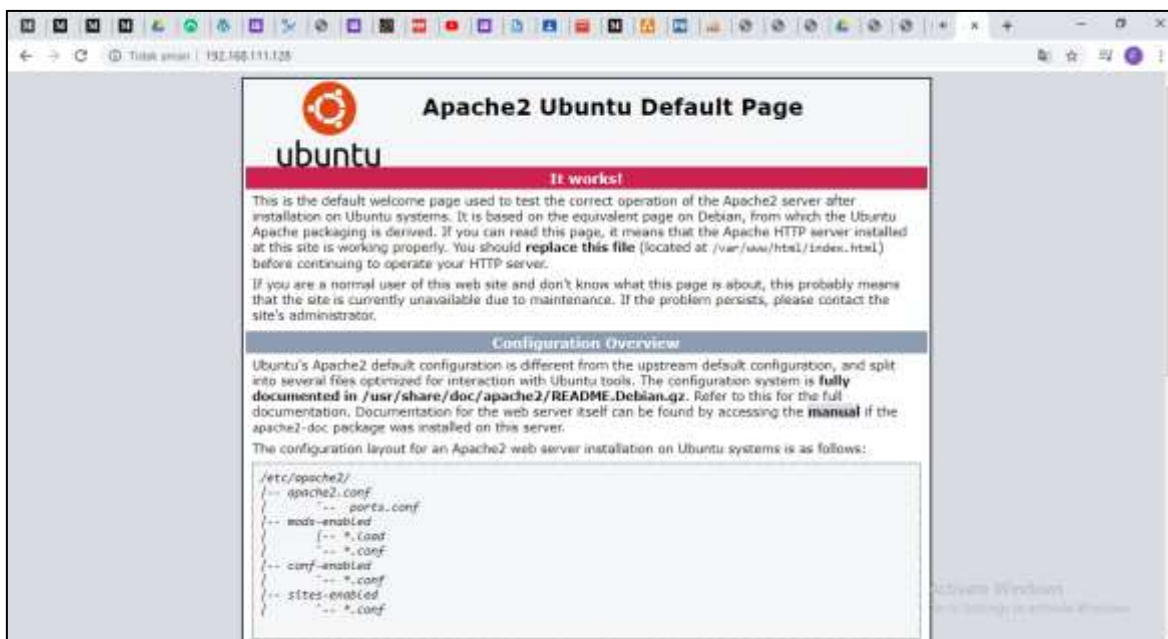 Tidak aman | 192.168.111.128
Apache2 Ubuntu Default Page
ubuntu
It works!
This is the default welcome page used to test the correct operation of the Apache2 server after
installation on Ubuntu systems. It is based on the equivalent page on Debian, from which the Ubuntu
Apache packaging is derived. If you can read this page, it means that the Apache HTTP server installed
at this site is working properly. You should replace this file (located at /var/www/html/index.html)
before continuing to operate your HTTP server.
If you are a normal user of this web site and don't know what this page is about, this probably means
that the site is currently unavailable due to maintenance. If the problem persists, please contact the
site's administrator.
Configuration Overview
Ubuntu's Apache2 default configuration is different from the upstream default configuration, and split
into several files optimized for interaction with Ubuntu tools. The configuration system is fully
documented in /usr/share/doc/apache2/README.Debian.gz. Refer to this for the full
documentation. Documentation for the web server itself can be found by accessing the manual if the
apache2-doc package was installed on this server.
The configuration layout for an Apache2 web server installation on Ubuntu systems is as follows:
/etc/apache2/
|-- apache2.conf
| `-- ports.conf
|-- mods-enabled
| |-- *.load
| `-- *.conf
|-- conf-enabled
| `-- *.conf
|-- sites-enabled
| `-- *.conf
Activate Windows